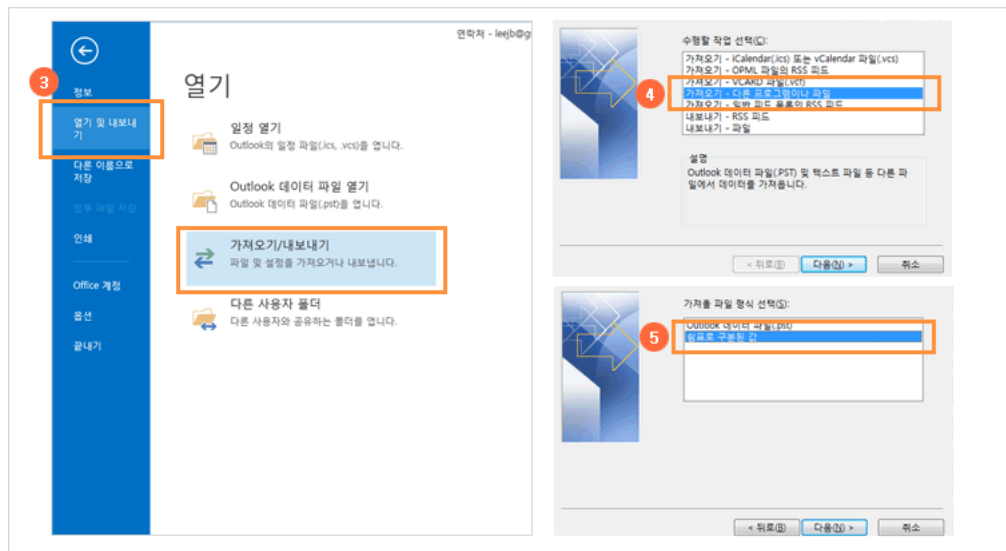 연락처 - leejb@g
3
정보
열기 및 내보내
기
다른 이름으로
저장
첨부 파일 저장
인쇄
Office 계정
옵션
끝내기
열기
일정 열기
Outlook의 일정 파일(.ics, .vcs)을 엽니다.
Outlook 데이터 파일 열기
Outlook 데이터 파일(.pst)을 엽니다.
가져오기/내보내기
파일 및 설정을 가져오거나 내보냅니다.
다른 사용자 폴더
다른 사용자와 공유하는 폴더를 엽니다.
수행할 작업 선택(C):
가져오기 - iCalendar(.ics) 또는 vCalendar 파일(.vcs)
가져오기 - OPML 파일의 RSS 피드
가져오기 - VCARD 파일(.vcf)
4
가져오기 - 다른 프로그램이나 파일
가져오기 - 일반 피드 목록의 RSS 피드
내보내기 - RSS 피드
내보내기 - 파일
설명
Outlook 데이터 파일(.PST) 및 텍스트 파일 등 다른 파
일에서 데이터를 가져옵니다.
< 뒤로(B) 다음(N) > 취소
가져올 파일 형식 선택(S):
Outlook 데이터 파일(.pst)
5
쉼표로 구분된 값
< 뒤로(B) 다음(N) > 취소